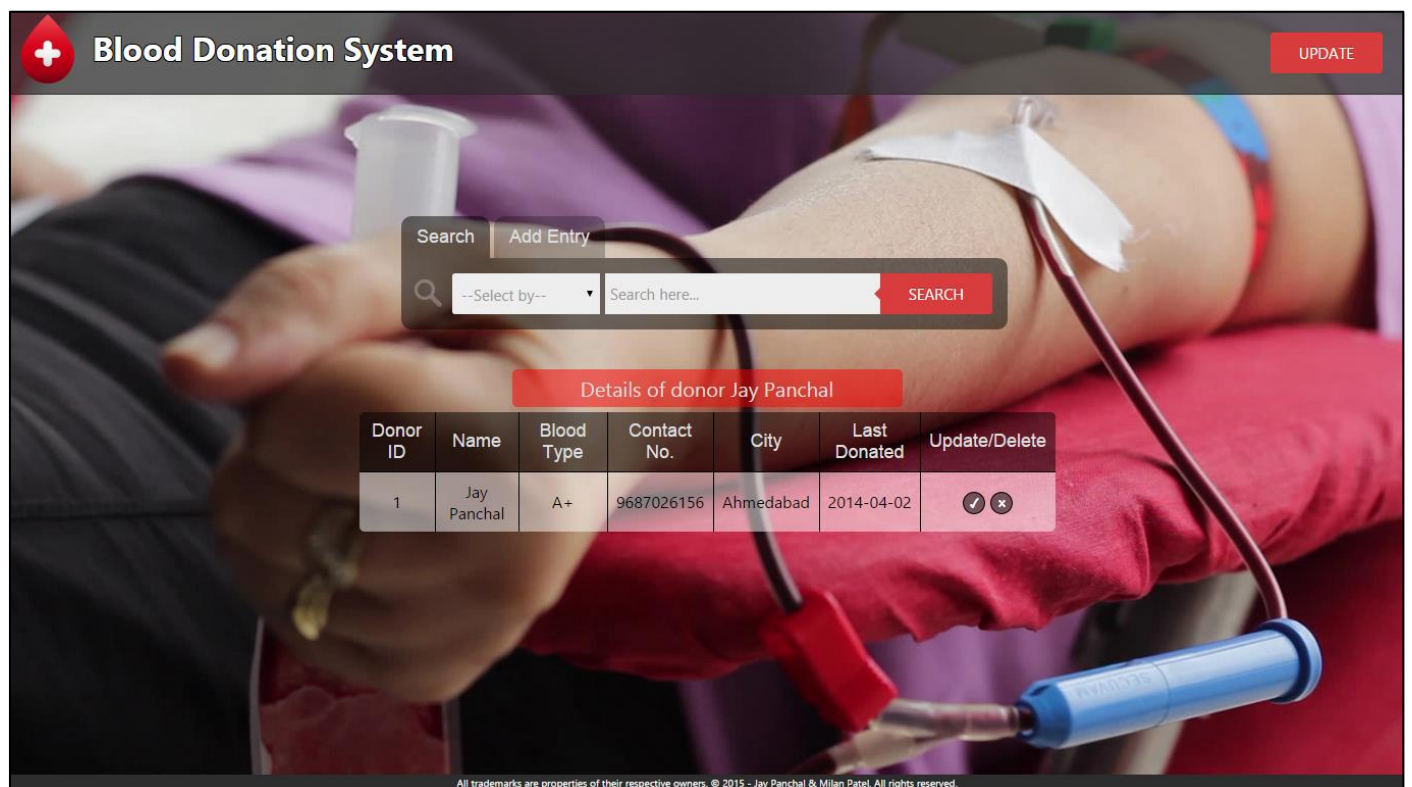 Blood Donation System
UPDATE
Search
Add Entry
--Select by--
Search here...
SEARCH
Details of donor Jay Panchal
Donor ID
Name
Blood Type
Contact No.
City
Last Donated
Update/Delete
1
Jay Panchal
A+
9687026156
Ahmedabad
2014-04-02
SECUVAM
All trademarks are properties of their respective owners. © 2015 - Jay Panchal & Milan Patel. All rights reserved.